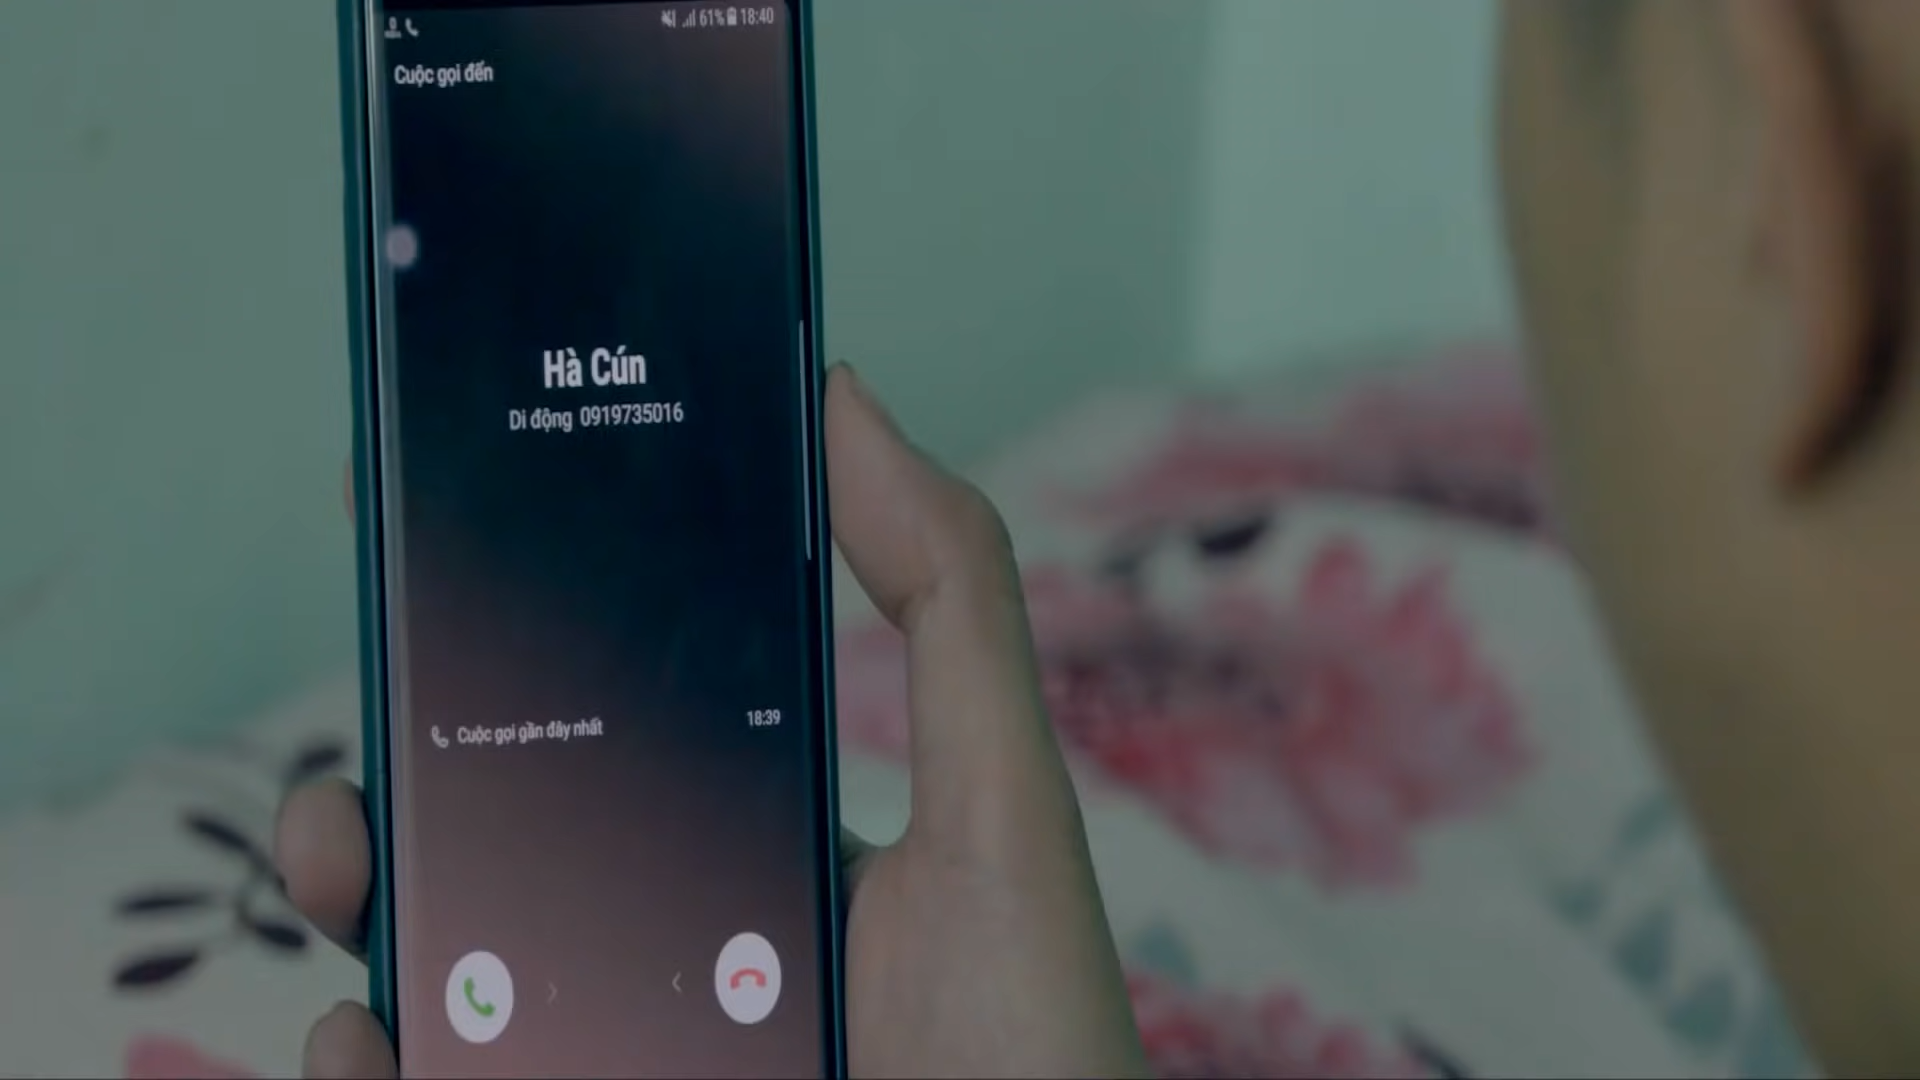 61% 18:40
Cuộc gọi đến
Hà Cún
Di động 0919735016
Cuộc gọi gần đây nhất 18:39